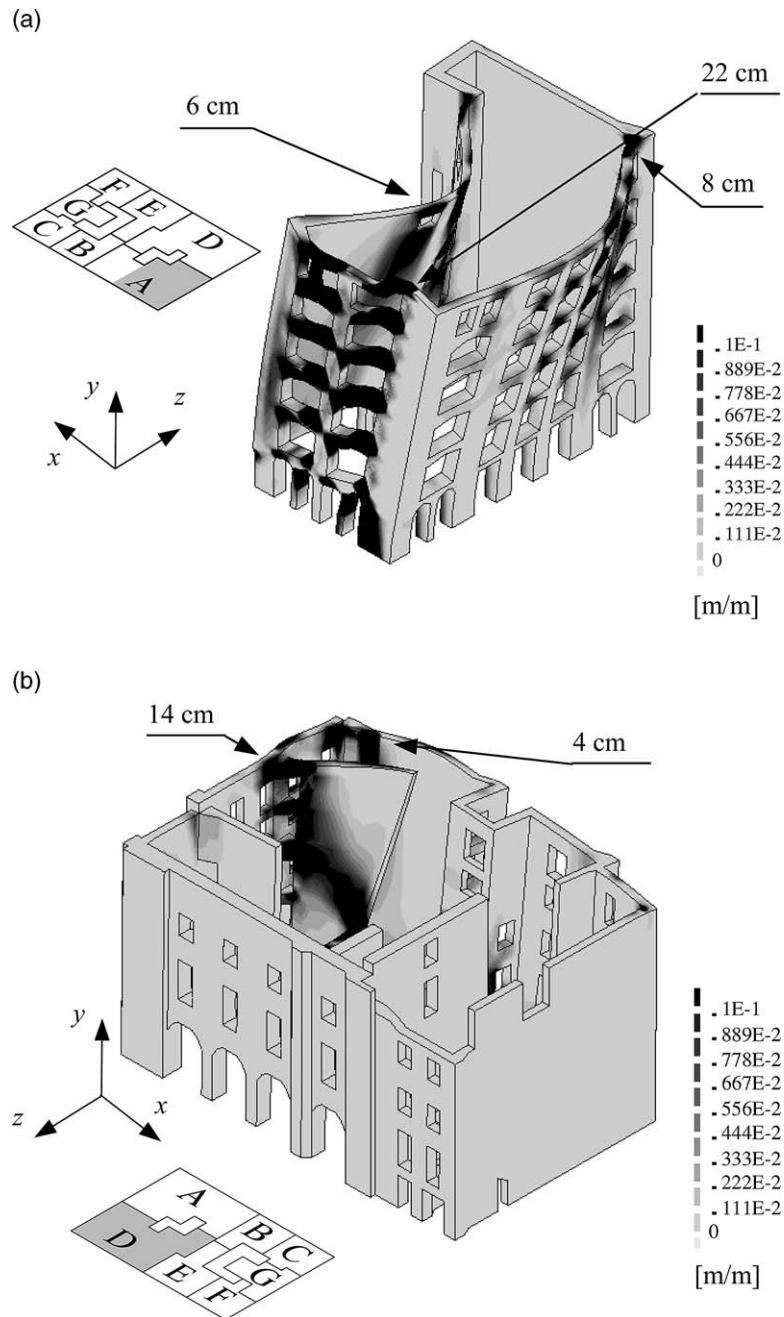 (a)
22 cm
6 cm
8 cm
F
G
E
C
B
D
A
y
z
x
.1E-1
.889E-2
.778E-2
.667E-2
.556E-2
.444E-2
.333E-2
.222E-2
.111E-2
0
[m/m]
(b)
14 cm
4 cm
y
z
x
A
B
C
D
E
G
F
.1E-1
.889E-2
.778E-2
.667E-2
.556E-2
.444E-2
.333E-2
.222E-2
.111E-2
0
[m/m]